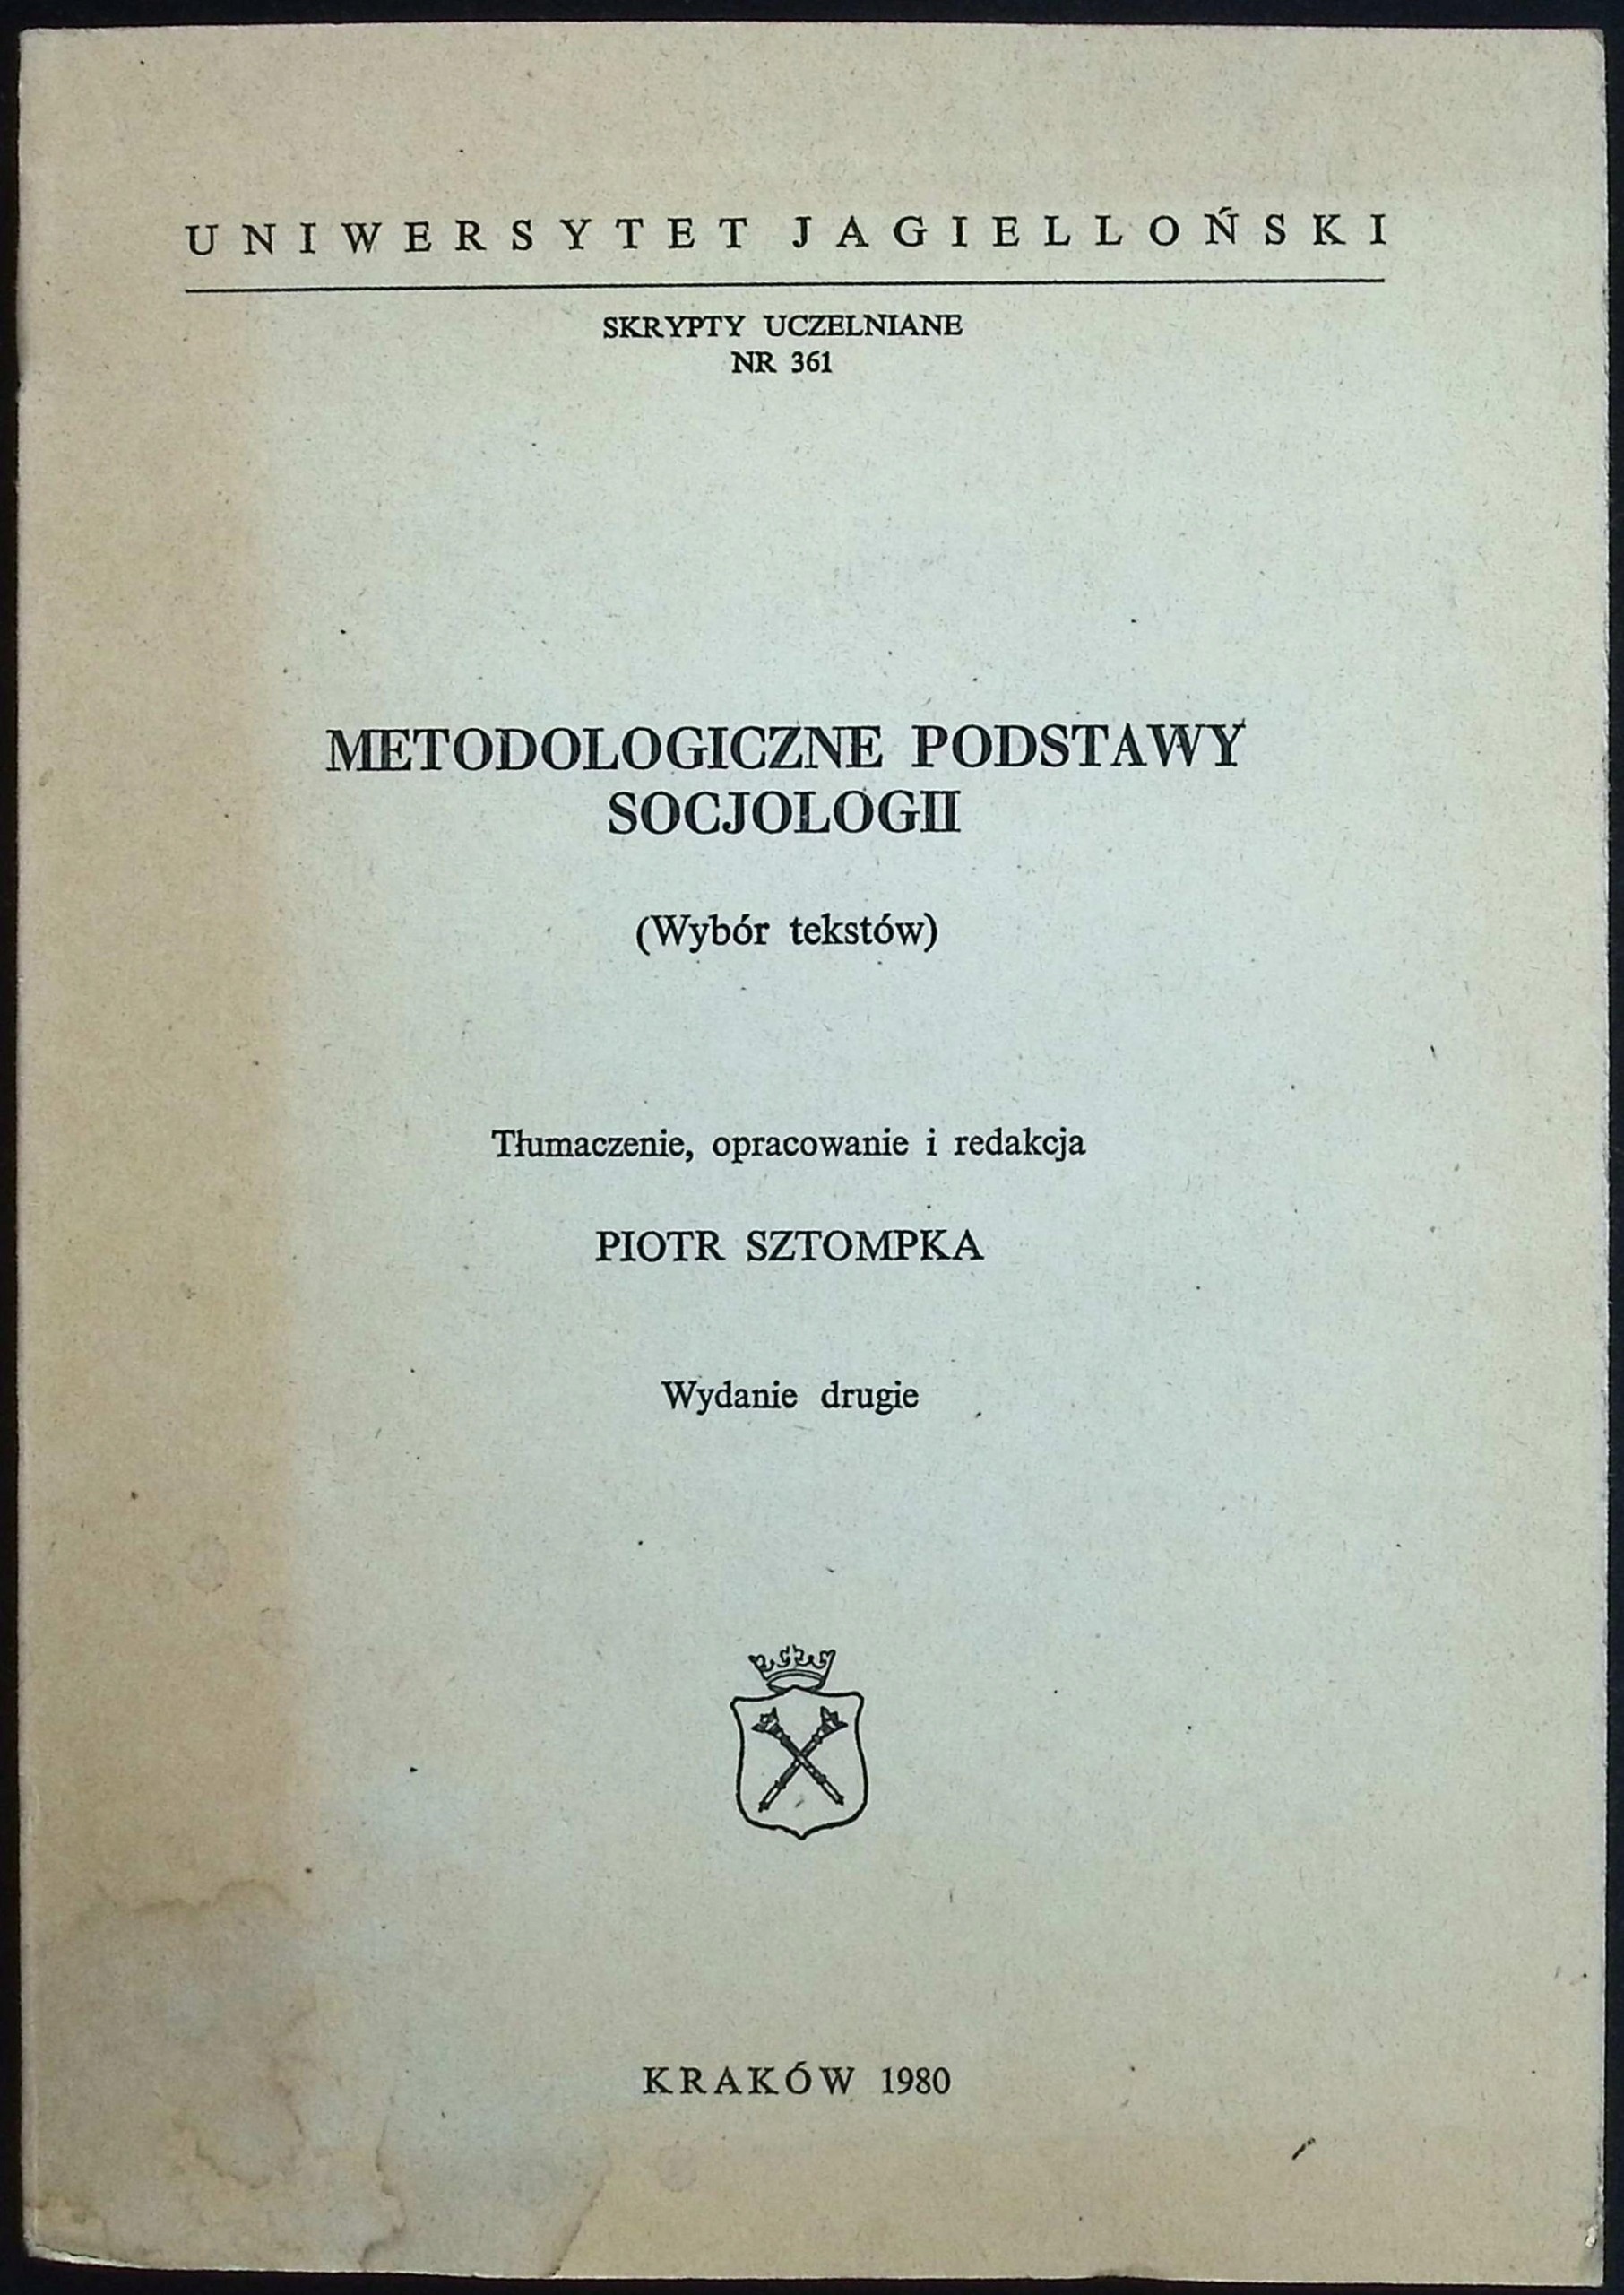 UNIWERSYTET JAGIELLOŃSKI
SKRYPTY UCZELNIANE
NR 361
METODOLOGICZNE PODSTAWY
SOCJOLOGII
(Wybór tekstów)
Tłumaczenie, opracowanie i redakcja
PIOTR SZTOMPKA
Wydanie drugie
KRAKÓW 1980